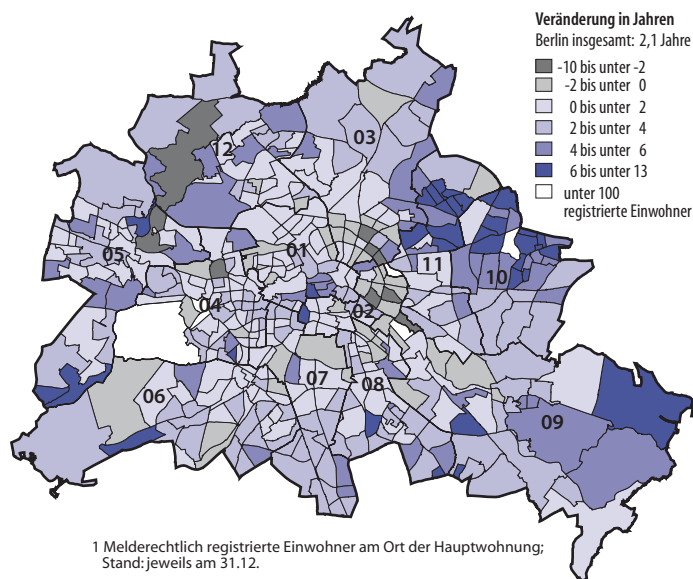 Veränderung in Jahren
Berlin insgesamt: 2,1 Jahre
-10 bis unter -2
-2 bis unter 0
0 bis unter 2
2 bis unter 4
4 bis unter 6
6 bis unter 13
unter 100
registrierte Einwohner
03
12
01
05
11
10
04
02
07
08
06
09
1 Melderechtlich registrierte Einwohner am Ort der Hauptwohnung;
Stand: jeweils am 31.12.